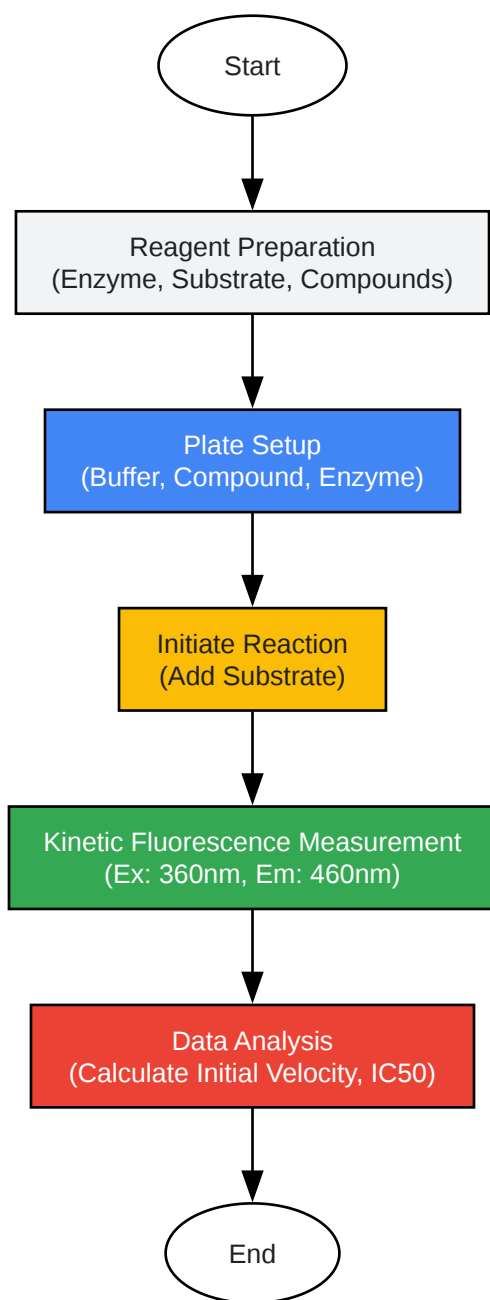 Start
Reagent Preparation
(Enzyme, Substrate, Compounds)
Plate Setup
(Buffer, Compound, Enzyme)
Initiate Reaction
(Add Substrate)
Kinetic Fluorescence Measurement
(Ex: 360nm, Em: 460nm)
Data Analysis
(Calculate Initial Velocity, IC50)
End